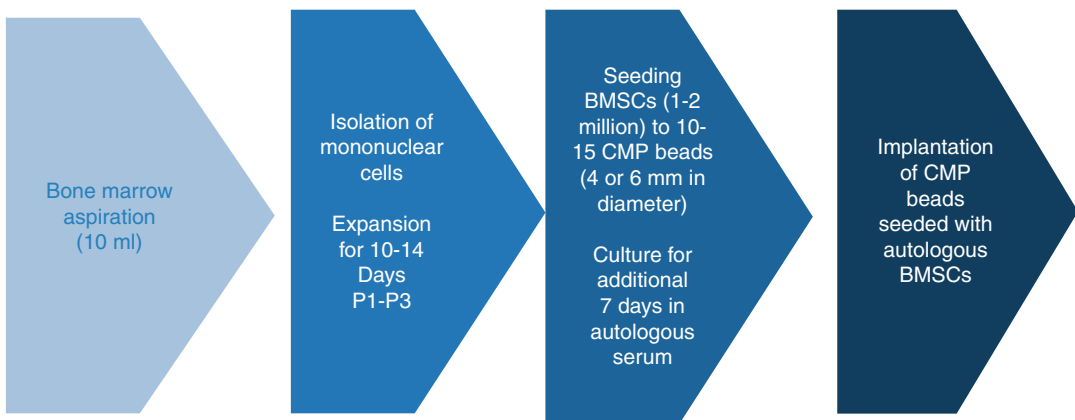 Bone marrow
aspiration
(10 ml)
Isolation of
mononuclear
cells
Expansion
for 10-14
Days
P1-P3
Seeding
BMSCs (1-2
million) to 10-
15 CMP beads
(4 or 6 mm in
diameter)
Culture for
additional
7 days in
autologous
serum
Implantation
of CMP
beads
seeded with
autologous
BMSCs